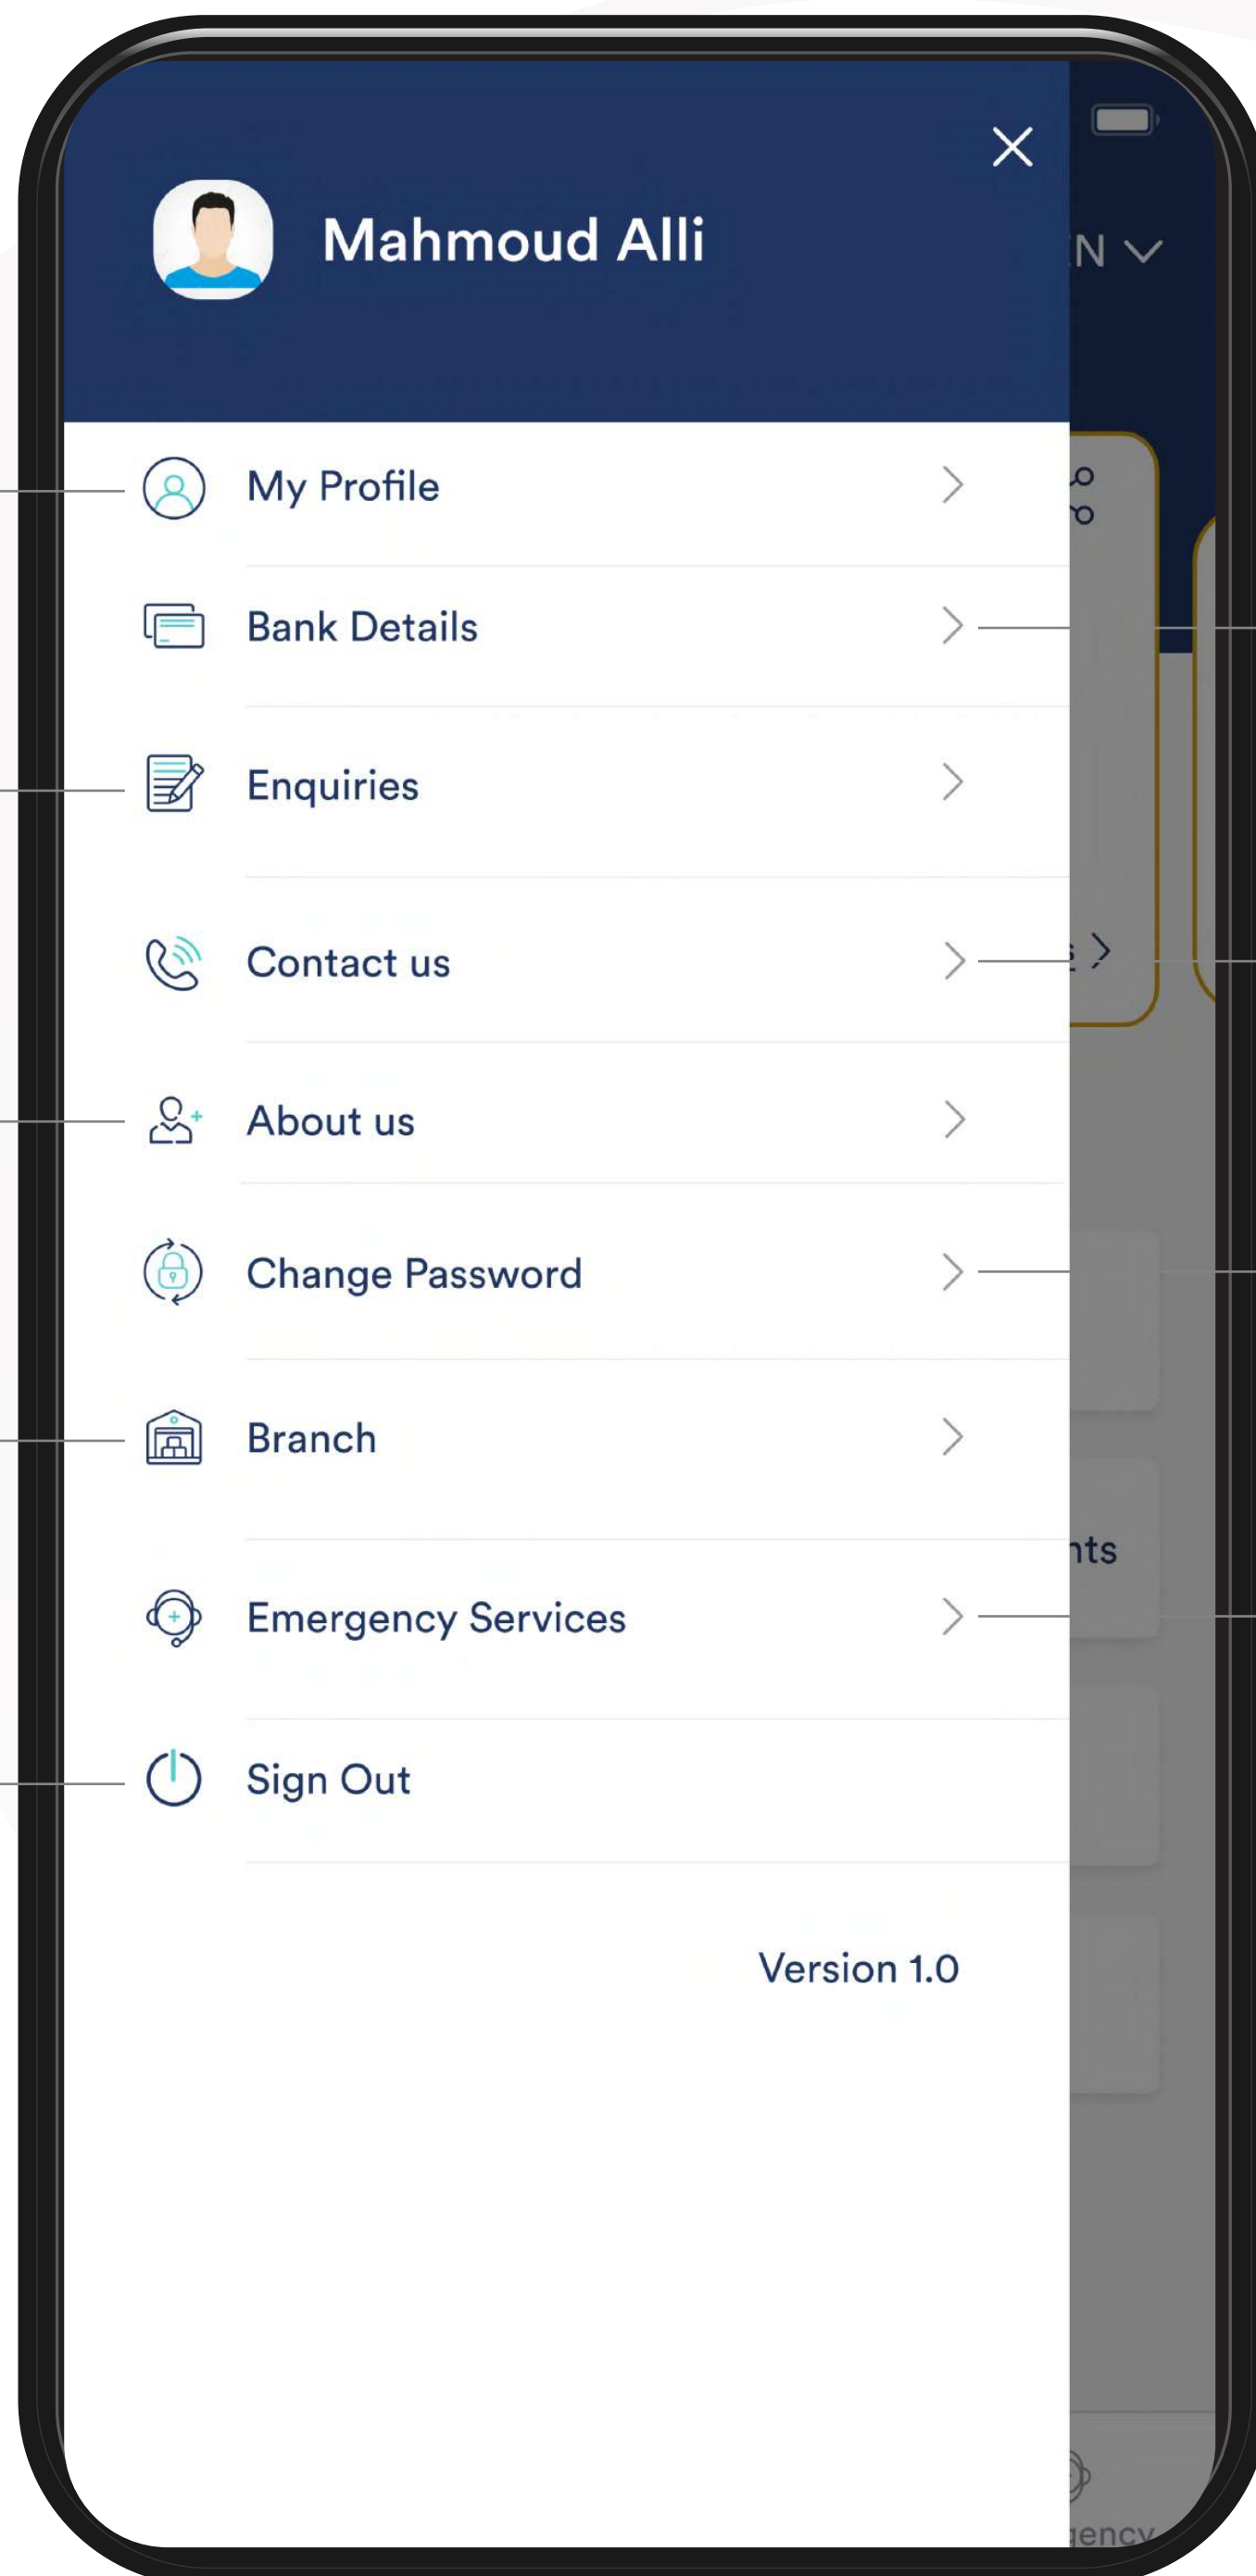 Mahmoud Alli
My Profile
Bank Details
Enquiries
Contact us
About us
Change Password
Branch
Emergency Services
Sign Out
Version 1.0